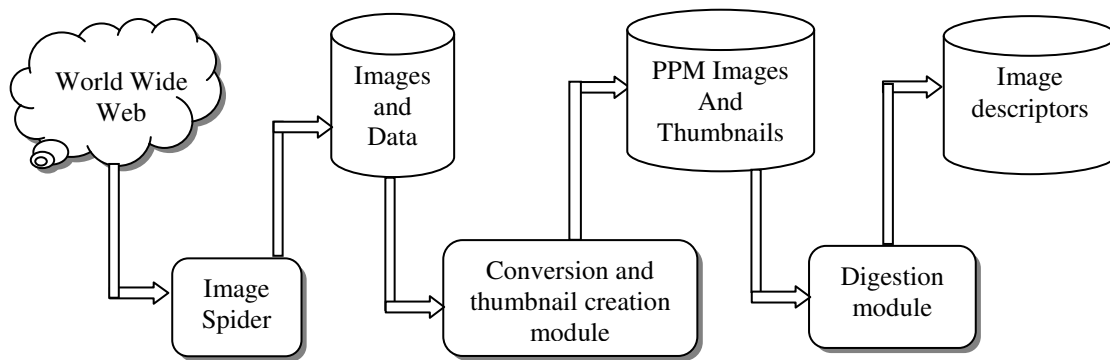 World Wide
Web
Image
Spider
Images
and
Data
Conversion and
thumbnail creation
module
PPM Images
And
Thumbnails
Digestion
module
Image
descriptors